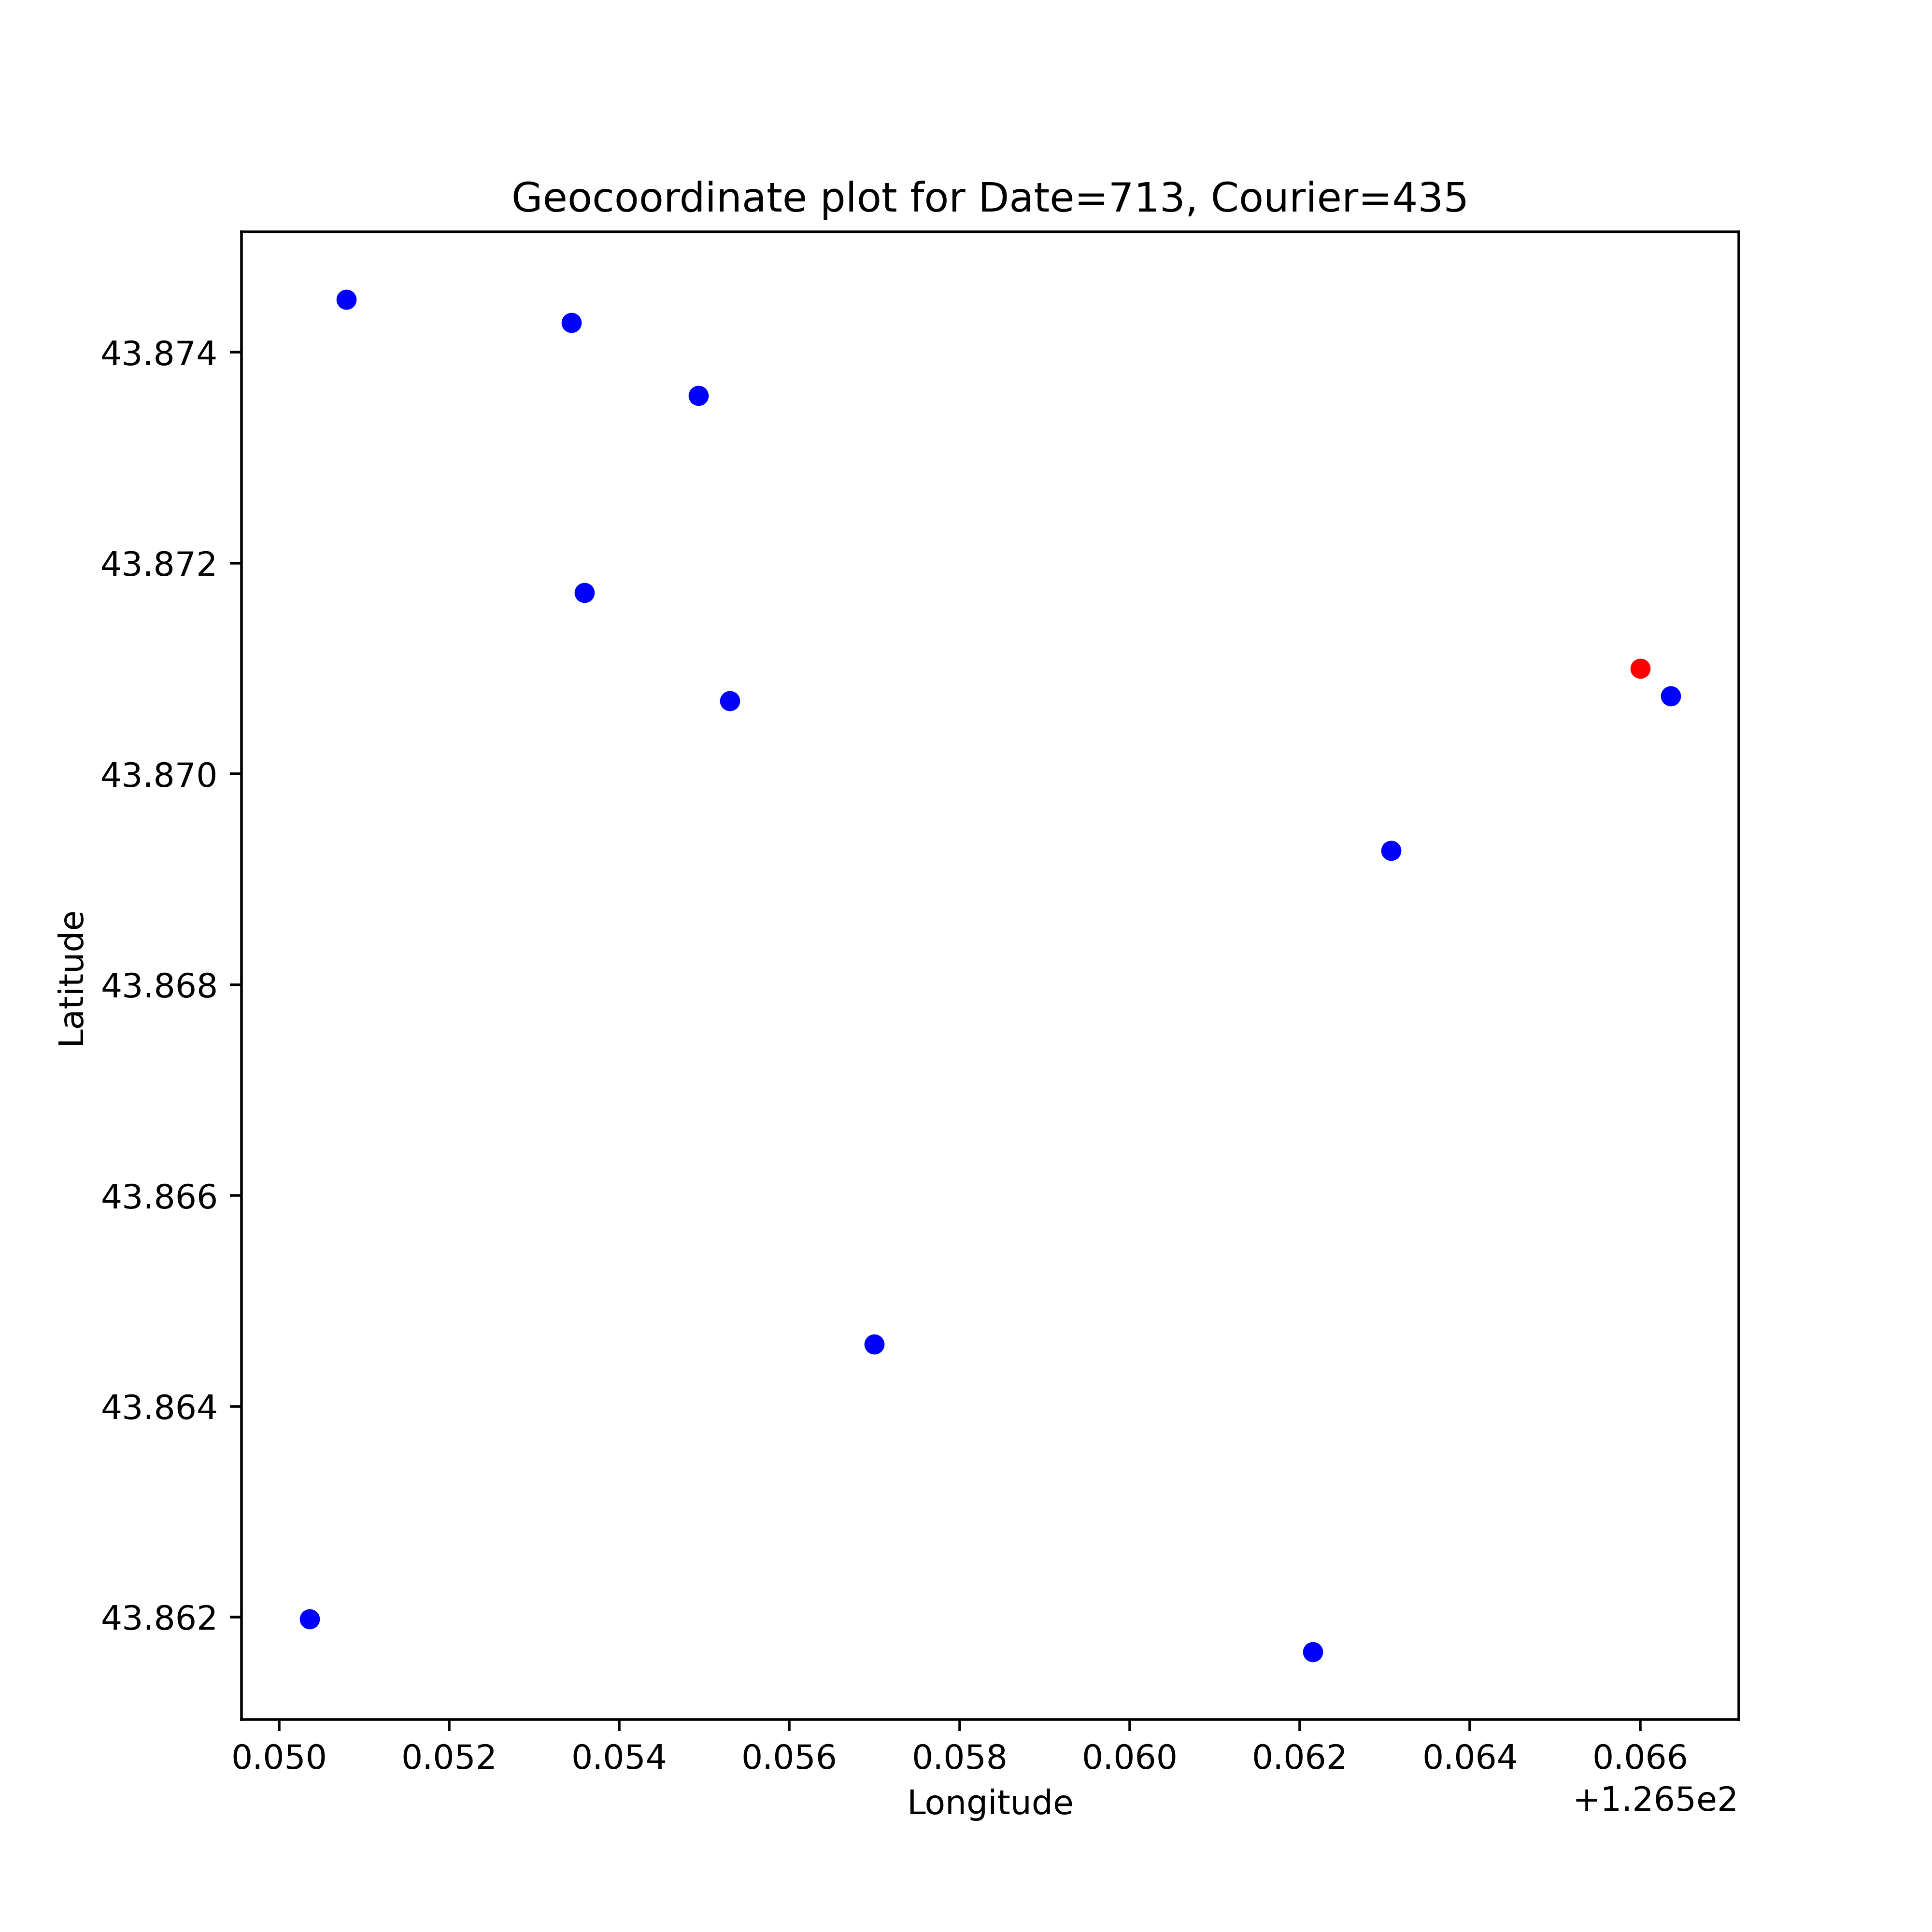 Geocoordinate plot for Date=713, Courier=435
43.874
43.872
43.870
43.868
43.866
43.864
43.862
Latitude
0.050 0.052 0.054 0.056 0.058 0.060 0.062 0.064 0.066
+1.265e2
Longitude